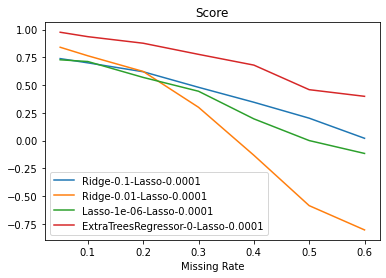 Score
1.00
0.75
0.50
0.25
0.00
−0.25
−0.50
−0.75
Ridge-0.1-Lasso-0.0001
Ridge-0.01-Lasso-0.0001
Lasso-1e-06-Lasso-0.0001
ExtraTreesRegressor-0-Lasso-0.0001
0.1 0.2 0.3 0.4 0.5 0.6
Missing Rate